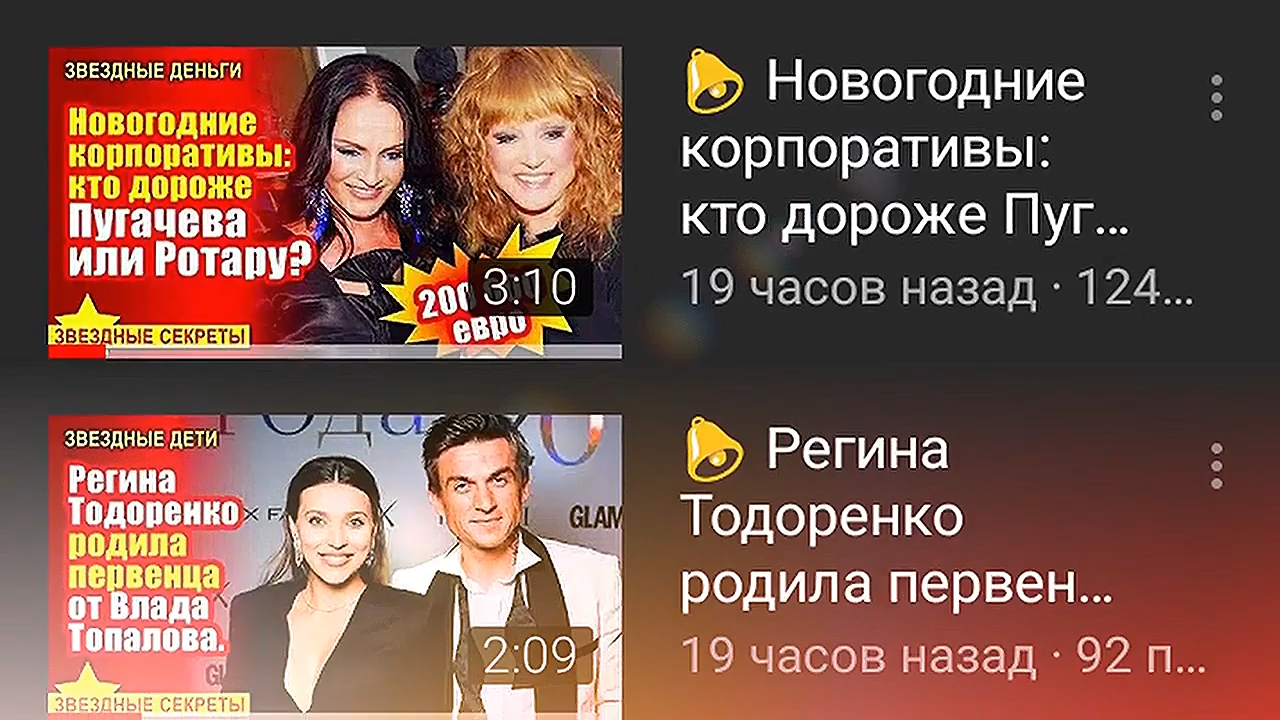 ЗВЕЗДНЫЕ ДЕНЬГИ
Новогодние
корпоративы:
кто дороже
Пугачева
или Ротару?
евро
3:10
ЗВЕЗДНЫЕ СЕКРЕТЫ
Новогодние
корпоративы:
кто дороже Пуг...
19 часов назад · 124...
ЗВЕЗДНЫЕ ДЕТИ
Регина
Тодоренко
родила
первенца
от Влада
Топалова.
GLAM
2:09
ЗВЕЗДНЫЕ СЕКРЕТЫ
Регина
Тодоренко
родила первен...
19 часов назад · 92 п...